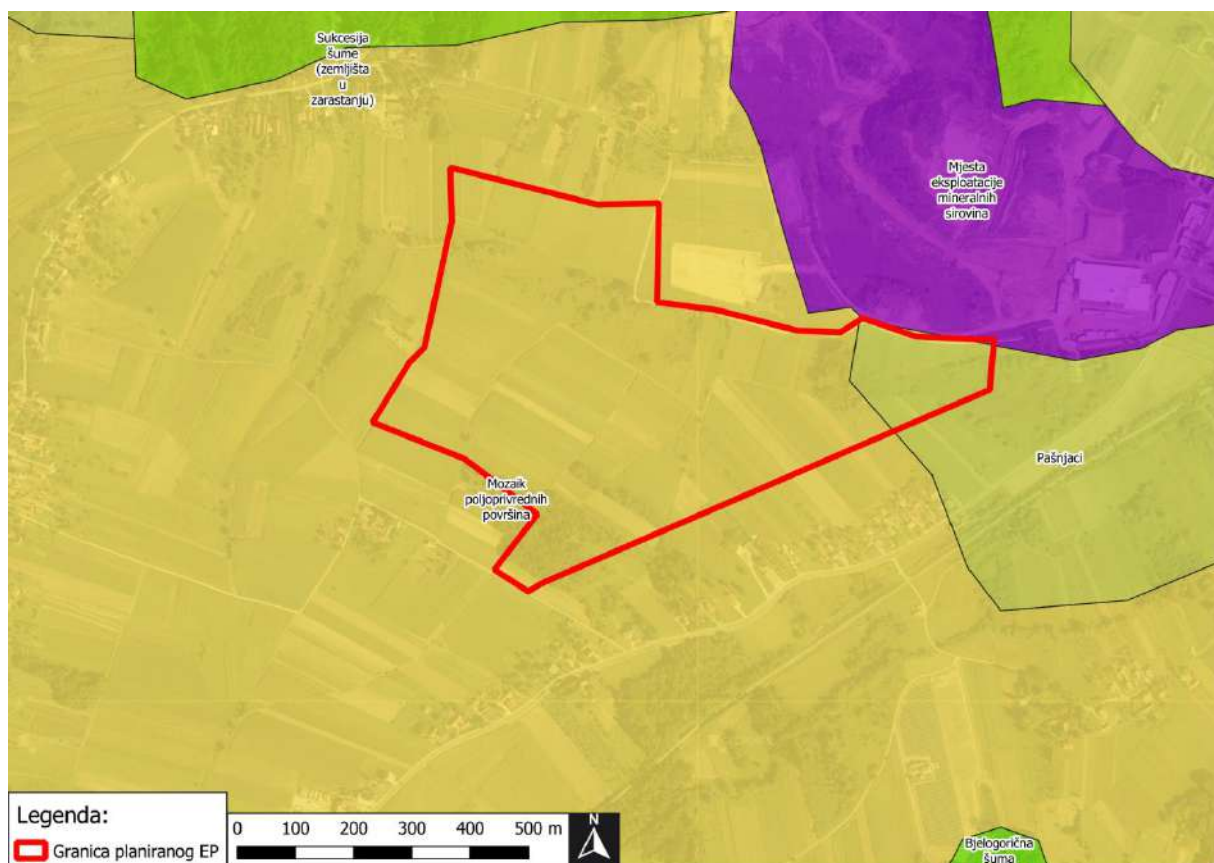 Sukcesija
šume
(zemljišta
u
zarastanju)
Mjesta
eksploatacije
mineralnih
sirovina
Pašnjaci
Mozaik
poljoprivrednih
površina
Bjelogorična
šuma
Legenda:
Granica planiranog EP
0 100 200 300 400 500 m
N